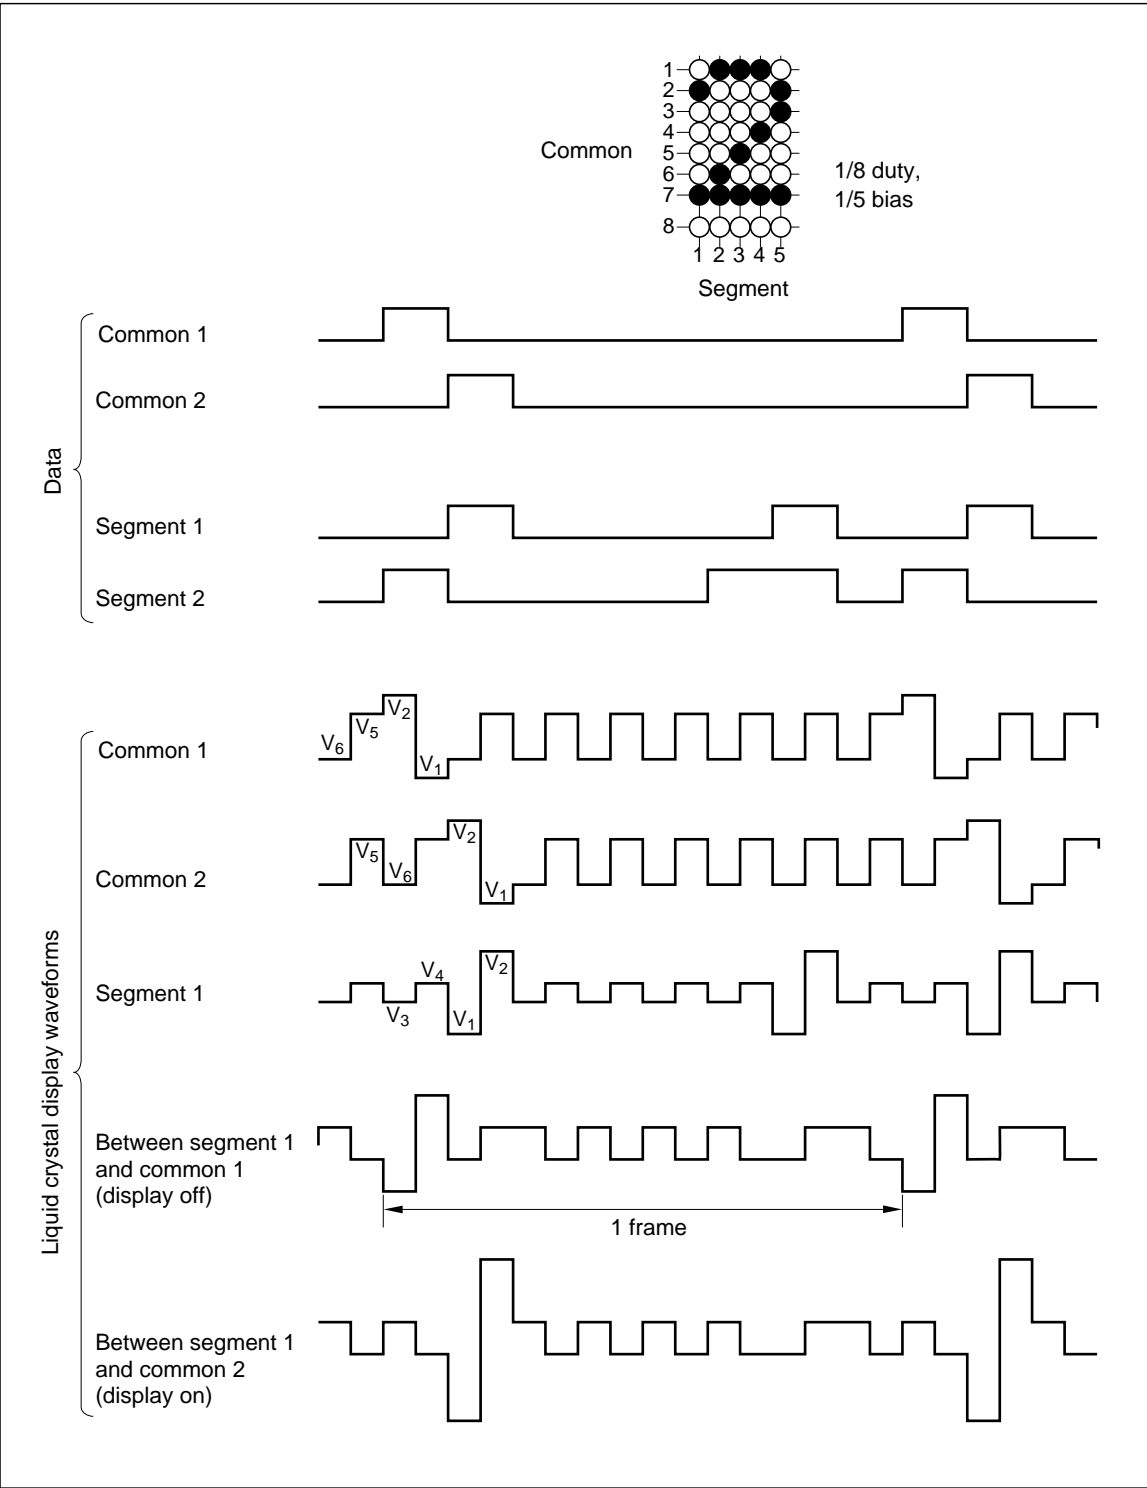 1
2
3
4
5
6
7
8
Common
1/8 duty,
1/5 bias
1 2 3 4 5
Segment
Data
Common 1
Common 2
Segment 1
Segment 2
Liquid crystal display waveforms
Common 1
V6
V5
V2
V1
Common 2
V5
V6
V2
V1
Segment 1
V3
V4
V1
V2
Between segment 1
and common 1
(display off)
1 frame
Between segment 1
and common 2
(display on)